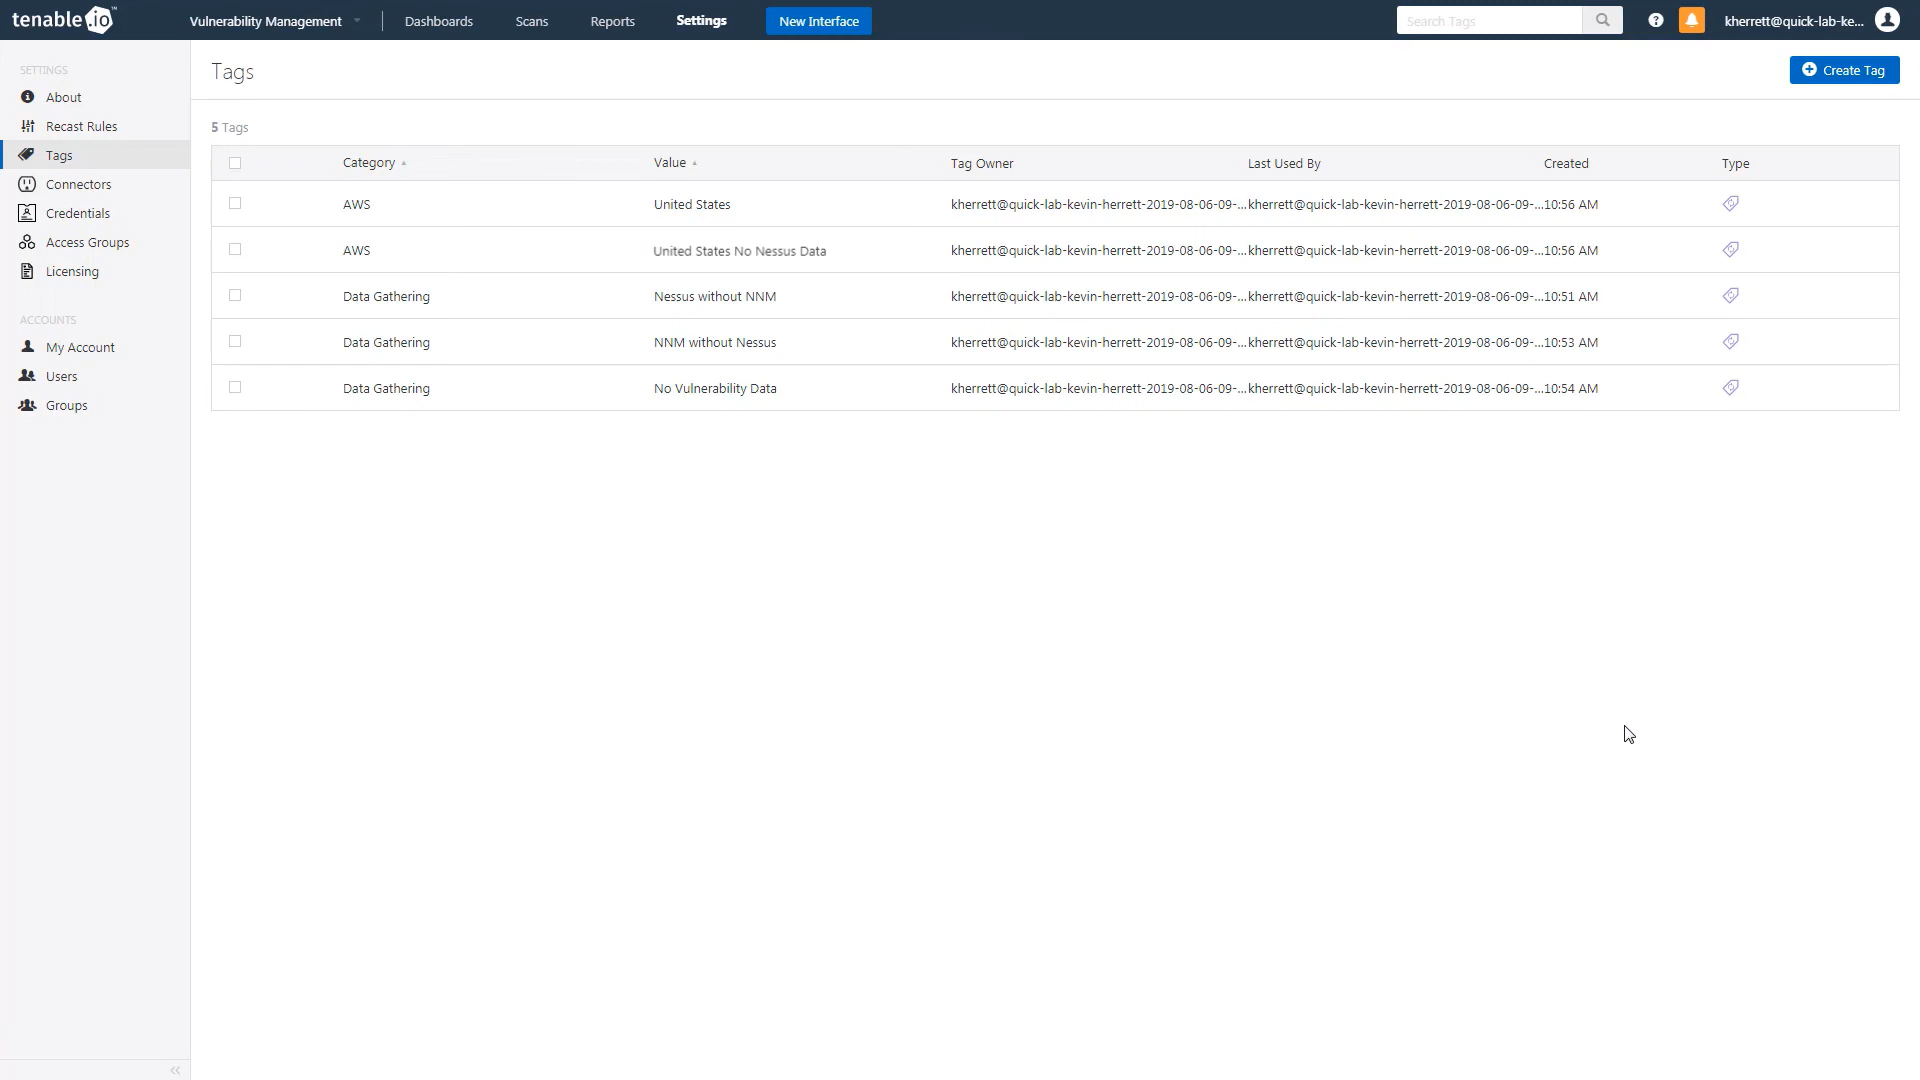 tenable.io™ Vulnerability Management Dashboards Scans Reports Settings New Interface Search Tags kherrett@quick-lab-ke...
SETTINGS
About
Recast Rules
Tags
Connectors
Credentials
Access Groups
Licensing
ACCOUNTS
My Account
Users
Groups
Tags
Create Tag
5 Tags
Category Value Tag Owner Last Used By Created Type
AWS United States kherrett@quick-lab-kevin-herrett-2019-08-06-09-... kherrett@quick-lab-kevin-herrett-2019-08-06-09-... 10:56 AM
AWS United States No Nessus Data kherrett@quick-lab-kevin-herrett-2019-08-06-09-... kherrett@quick-lab-kevin-herrett-2019-08-06-09-... 10:56 AM
Data Gathering Nessus without NNM kherrett@quick-lab-kevin-herrett-2019-08-06-09-... kherrett@quick-lab-kevin-herrett-2019-08-06-09-... 10:51 AM
Data Gathering NNM without Nessus kherrett@quick-lab-kevin-herrett-2019-08-06-09-... kherrett@quick-lab-kevin-herrett-2019-08-06-09-... 10:53 AM
Data Gathering No Vulnerability Data kherrett@quick-lab-kevin-herrett-2019-08-06-09-... kherrett@quick-lab-kevin-herrett-2019-08-06-09-... 10:54 AM